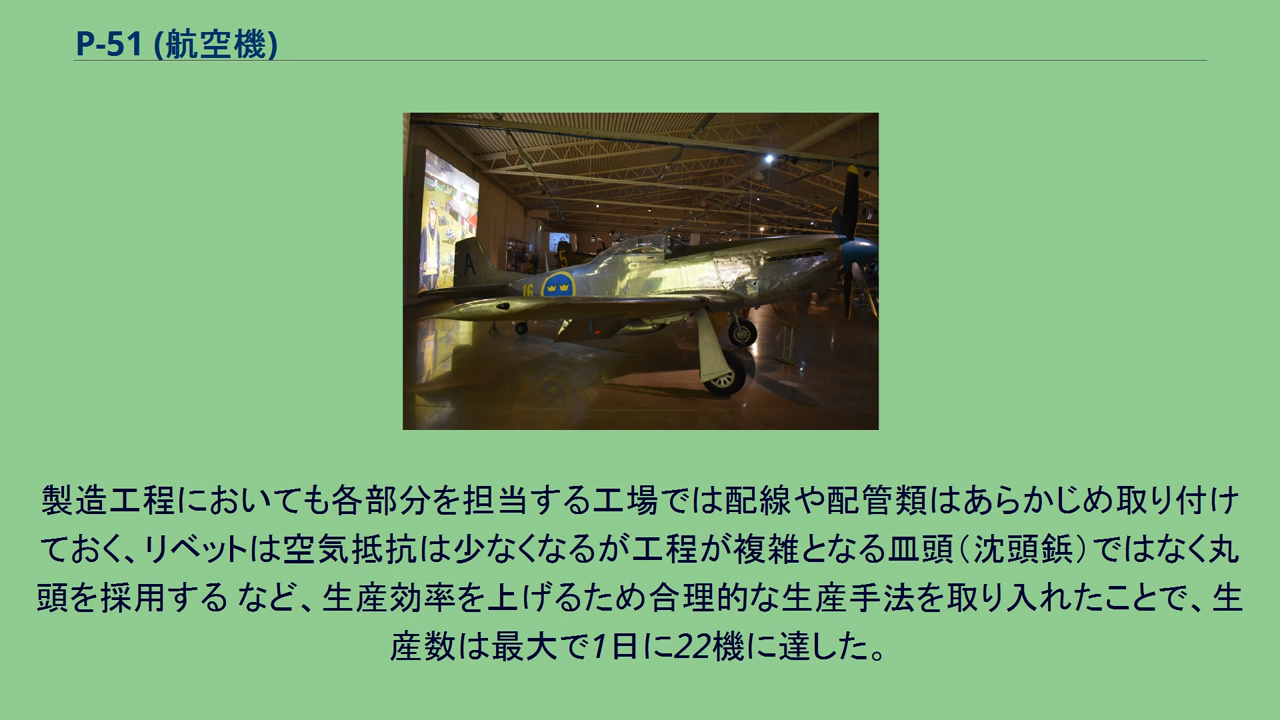 P-51 (航空機)
A
5
16
製造工程においても各部分を担当する工場では配線や配管類はあらかじめ取り付け
ておく、リベットは空気抵抗は少なくなるが工程が複雑となる皿頭（沈頭鋲）ではなく丸
頭を採用する など、生産効率を上げるため合理的な生産手法を取り入れたことで、生
産数は最大で1日に22機に達した。